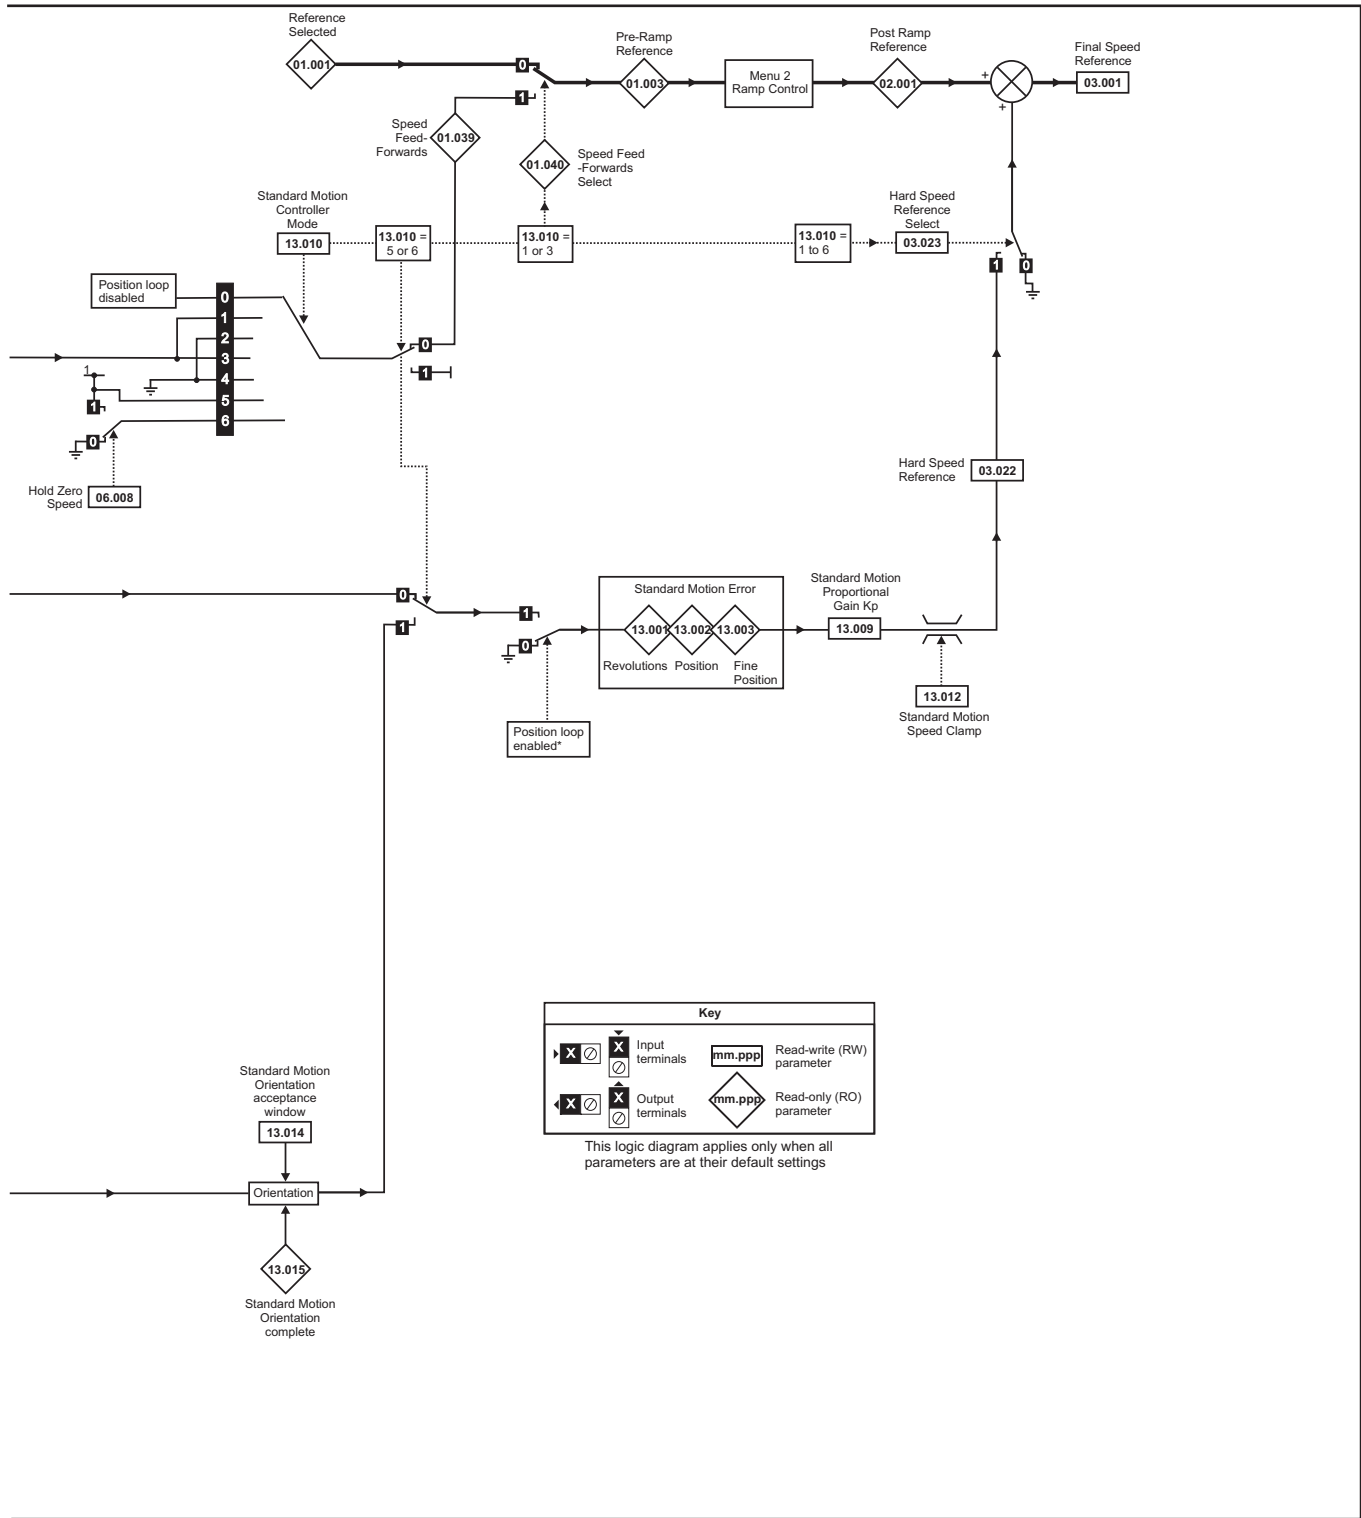 Reference
Selected
01.001
0
1
Pre-Ramp
Reference
01.003
Menu 2
Ramp Control
Post Ramp
Reference
02.001
+
+
Final Speed
Reference
03.001
Speed
Feed-
Forwards
01.039
01.040
Speed Feed
-Forwards
Select
Standard Motion
Controller
Mode
13.010
13.010 =
5 or 6
13.010 =
1 or 3
13.010 =
1 to 6
Hard Speed
Reference
Select
03.023
1
0
Position loop
disabled
0
1
2
3
4
5
6
0
1
1
1
0
Hold Zero
Speed
06.008
Hard Speed
Reference
03.022
0
1
1
0
Position loop
enabled*
Standard Motion Error
13.001
13.002
13.003
Revolutions
Position
Fine
Position
Standard Motion
Proportional
Gain Kp
13.009
13.012
Standard Motion
Speed Clamp
Key
X
X
Input
terminals
mm.ppp
Read-write (RW)
parameter
X
X
Output
terminals
mm.ppp
Read-only (RO)
parameter
This logic diagram applies only when all
parameters are at their default settings
Standard Motion
Orientation
acceptance
window
13.014
Orientation
13.015
Standard Motion
Orientation
complete